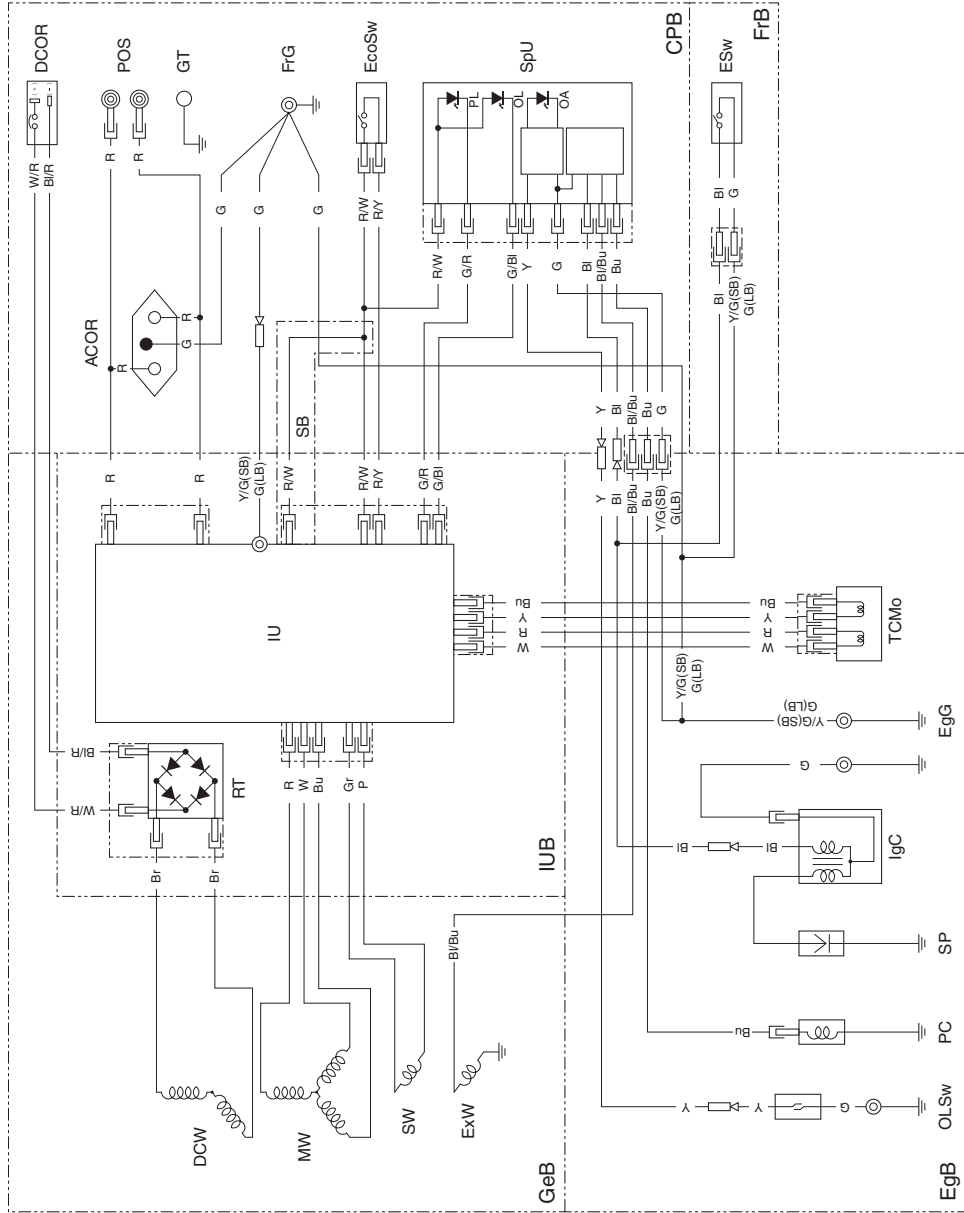 DCOR
POS
GT
FrG
EcoSw
SpU
CPB
FrB
ESw
W/R
Bl/R
R
R
G
G
G
R/W
R/Y
PL
OL
OA
ACOR
R
G
R
R/W
G/R
G/Bl
Y
G
Bl
Bl/Bu
Bu
Bl
G
Bl
Y/G(SB)
G(LB)
SB
R
R
Y/G(SB)
G(LB)
R/W
R/W
R/Y
G/R
G/Bl
Y
Bl
Bl/Bu
Bu
G
Y
Bl
Bl/Bu
Bu
Y/G(SB)
G(LB)
IU
Bu
Y
R
W
Bu
Y
R
W
TCMo
Y/G(SB)
G(LB)
Bl/R
W/R
RT
R
W
Bu
Gr
P
Y/G(SB)
G(LB)
EgG
G
Br
Br
IUB
Bl
Bl
IgC
Bl/Bu
SP
Bu
PC
DCW
MW
SW
ExW
Y
Y
G
OLSw
GeB
EgB